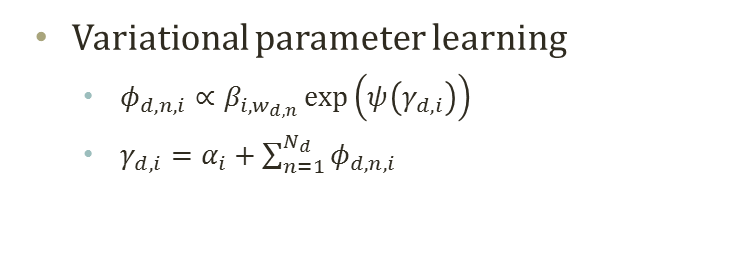 • Variational parameter learning
• ϕ_{d,n,i} ∝ β_{i,w_{d,n}} exp(ψ(γ_{d,i}))
• γ_{d,i} = α_i + ∑_{n=1}^{N_d} ϕ_{d,n,i}